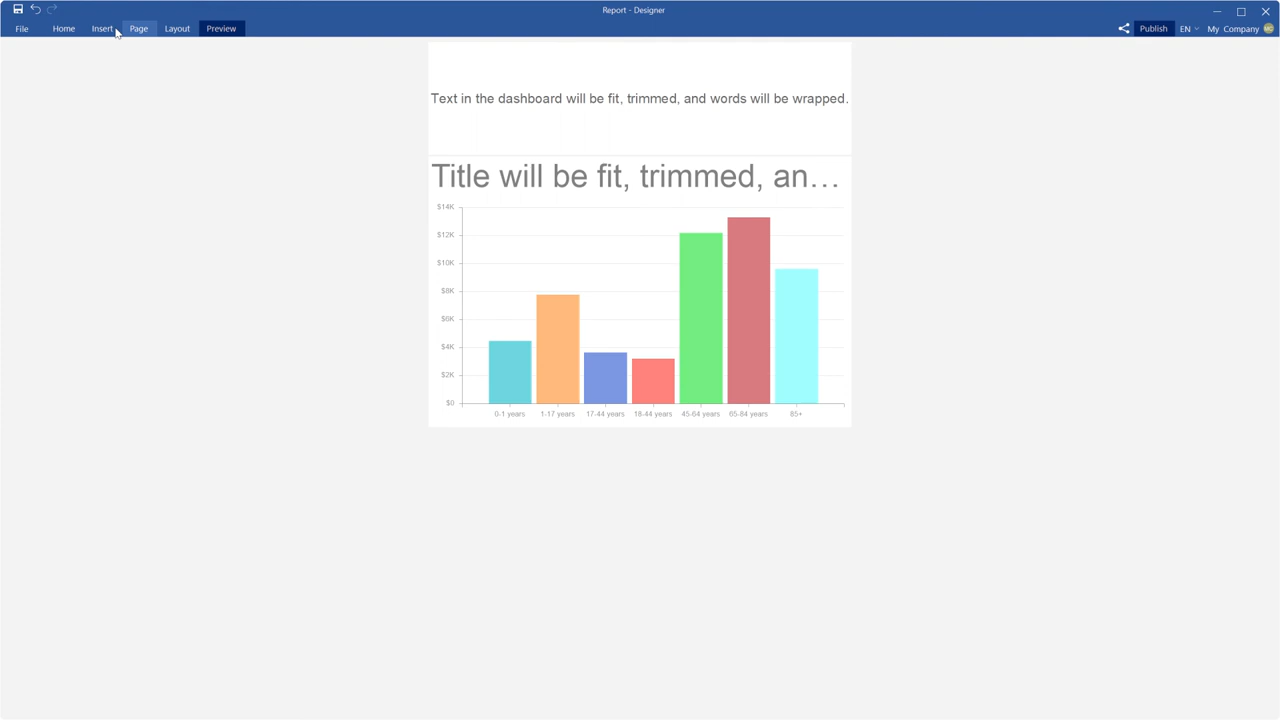 Report - Designer
File Home Insert Page Layout Preview Publish EN My Company MC
Text in the dashboard will be fit, trimmed, and words will be wrapped.
Title will be fit, trimmed, an...
$14K
$12K
$10K
$8K
$6K
$4K
$2K
$0
0-1 years 1-17 years 17-44 years 18-44 years 45-64 years 65-84 years 85+